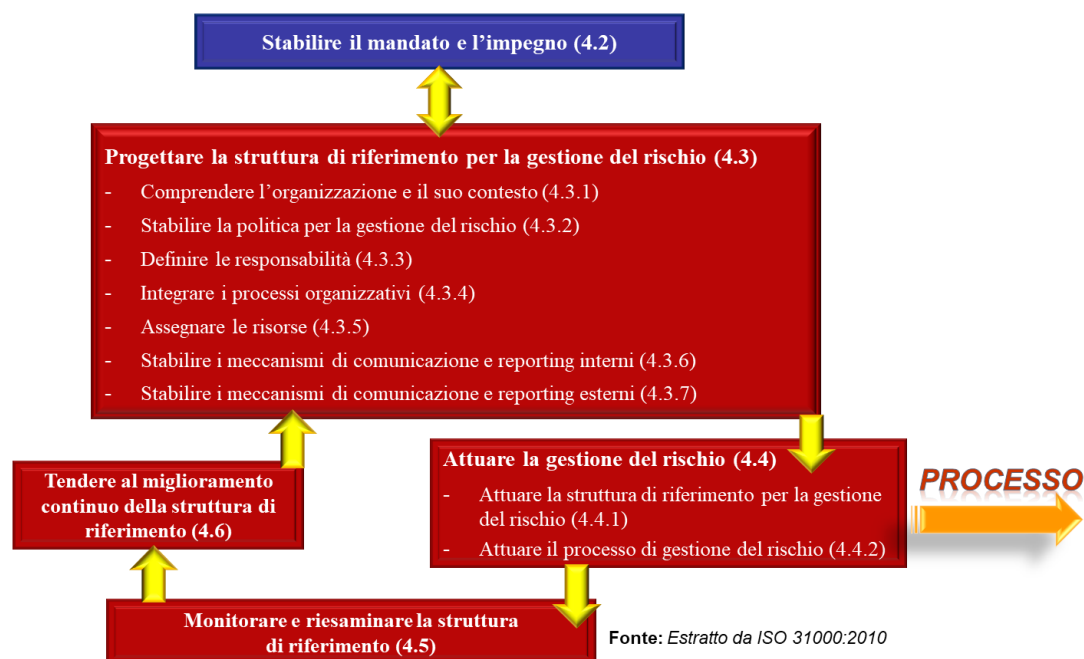 Stabilire il mandato e l’impegno (4.2)
Progettare la struttura di riferimento per la gestione del rischio (4.3)
- Comprendere l’organizzazione e il suo contesto (4.3.1)
- Stabilire la politica per la gestione del rischio (4.3.2)
- Definire le responsabilità (4.3.3)
- Integrare i processi organizzativi (4.3.4)
- Assegnare le risorse (4.3.5)
- Stabilire i meccanismi di comunicazione e reporting interni (4.3.6)
- Stabilire i meccanismi di comunicazione e reporting esterni (4.3.7)
Attuare la gestione del rischio (4.4)
- Attuare la struttura di riferimento per la gestione
del rischio (4.4.1)
- Attuare il processo di gestione del rischio (4.4.2)
PROCESSO
Tendere al miglioramento
continuo della struttura di
riferimento (4.6)
Monitorare e riesaminare la struttura
di riferimento (4.5)
Fonte: Estratto da ISO 31000:2010